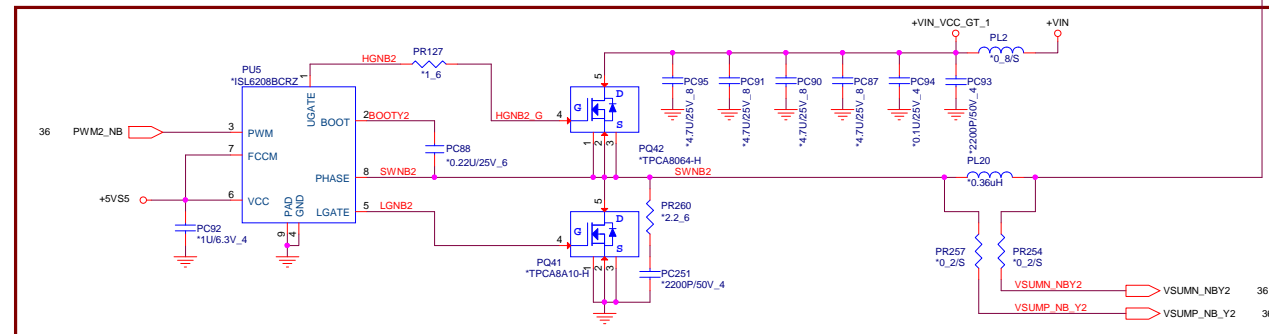 +VIN_VCC_GT_1
+VIN
PL2
*0_8/S
PU5
*ISL6208BCRZ
HGNB2
PR127
*1_6
1
UGATE
BOOT
2
BOOTY2
HGNB2_G
4
5
G
D
S
PQ42
*TPCA8064-H
1
2
3
PC95
*4.7U/25V_8
PC91
*4.7U/25V_8
PC90
*4.7U/25V_8
PC87
*4.7U/25V_8
PC94
*0.1U/25V_4
PC93
*2200P/50V_4
36
PWM2_NB
3
PWM
7
FCCM
PC88
*0.22U/25V_6
PHASE
8
SWNB2
SWNB2
PL20
*0.36uH
+5VS5
6
VCC
PAD
GND
9
4
LGATE
5
LGNB2
PC92
*1U/6.3V_4
4
5
G
D
S
PQ41
*TPCA8A10-H
1
2
3
PR260
*2.2_6
PC251
*2200P/50V_4
PR257
*0_2/S
PR254
*0_2/S
VSUMN_NBY2
VSUMN_NBY2
36
VSUMP_NB_Y2
VSUMP_NB_Y2